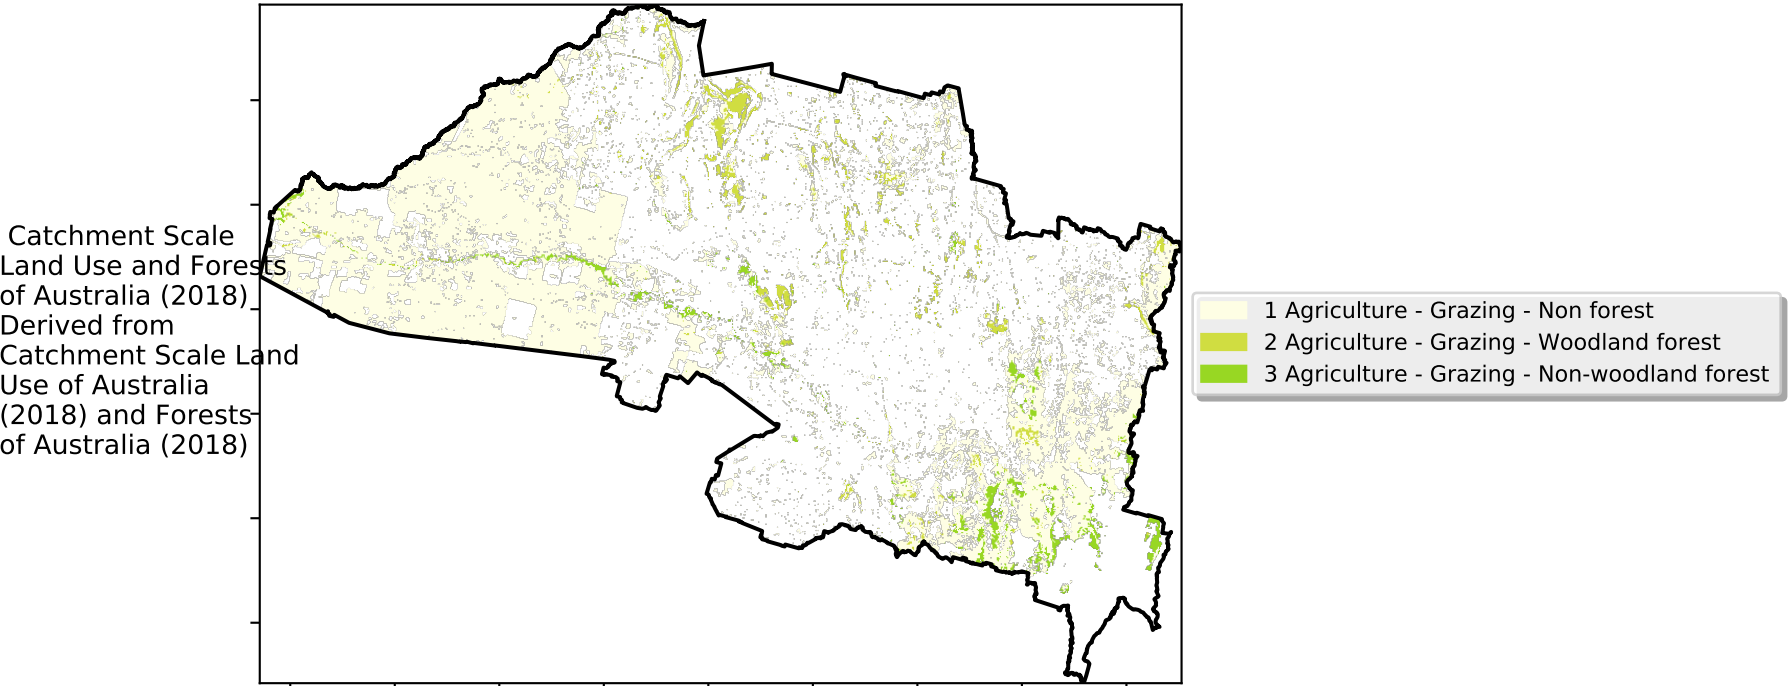 Catchment Scale
Land Use and Forests
of Australia (2018)
Derived from
Catchment Scale Land
Use of Australia
(2018) and Forests
of Australia (2018)
1 Agriculture - Grazing - Non forest
2 Agriculture - Grazing - Woodland forest
3 Agriculture - Grazing - Non-woodland forest